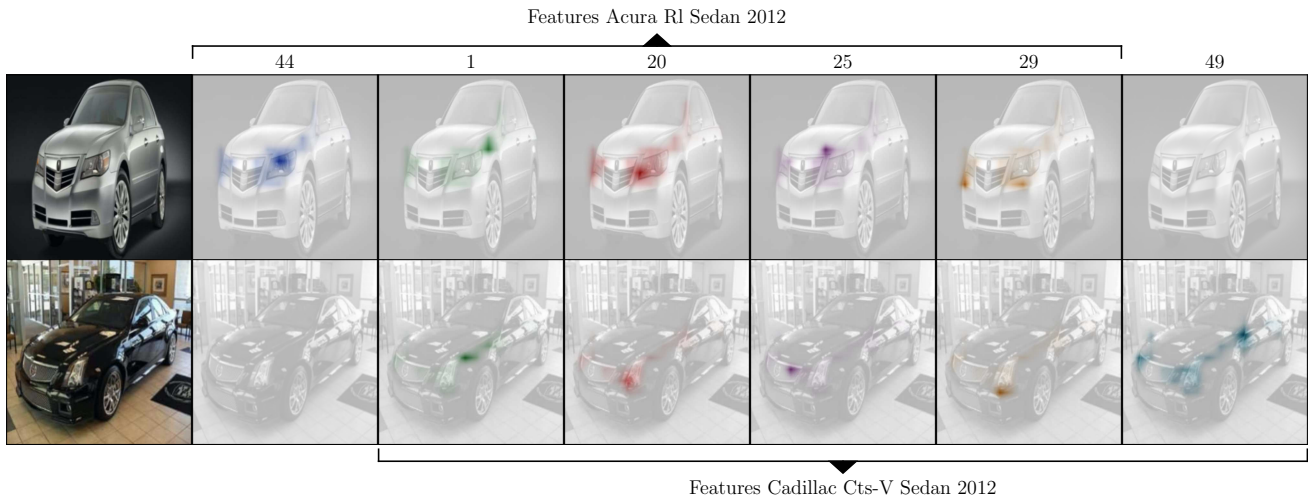 Features Acura Rl Sedan 2012
44 1 20 25 29 49
Features Cadillac Cts-V Sedan 2012